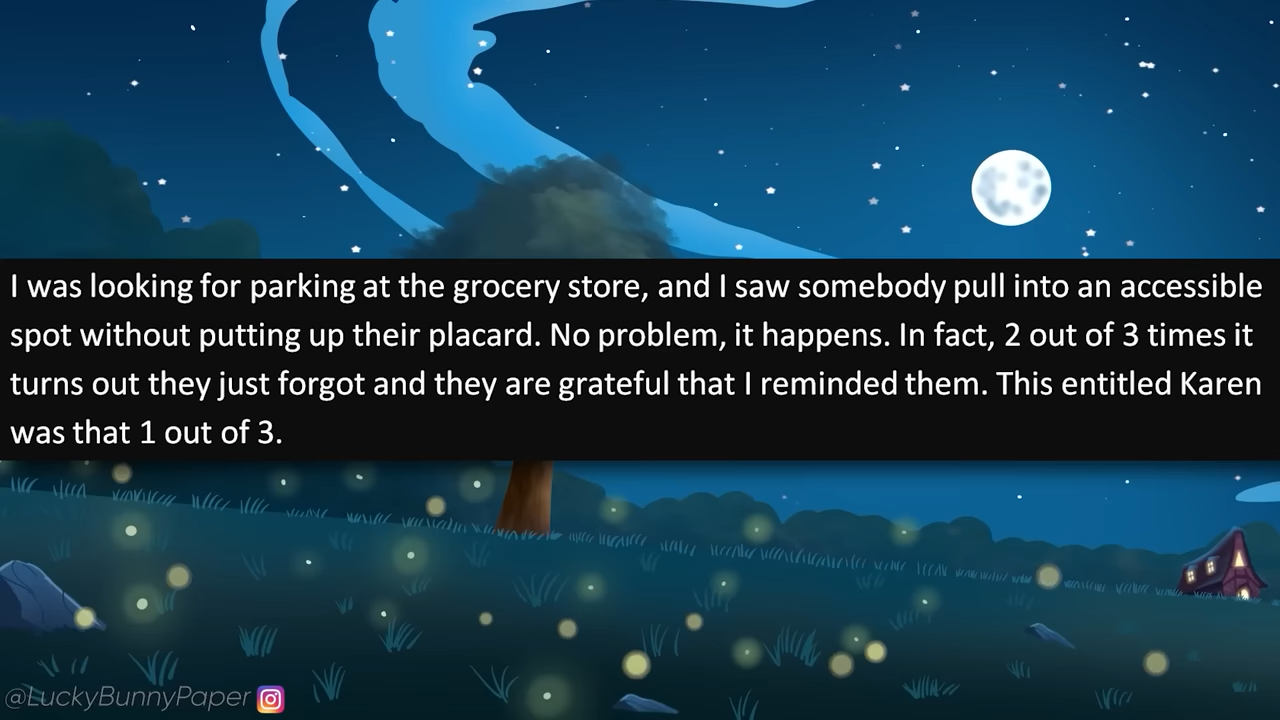 I was looking for parking at the grocery store, and I saw somebody pull into an accessible
spot without putting up their placard. No problem, it happens. In fact, 2 out of 3 times it
turns out they just forgot and they are grateful that I reminded them. This entitled Karen
was that 1 out of 3.
@LuckyBunnyPaper